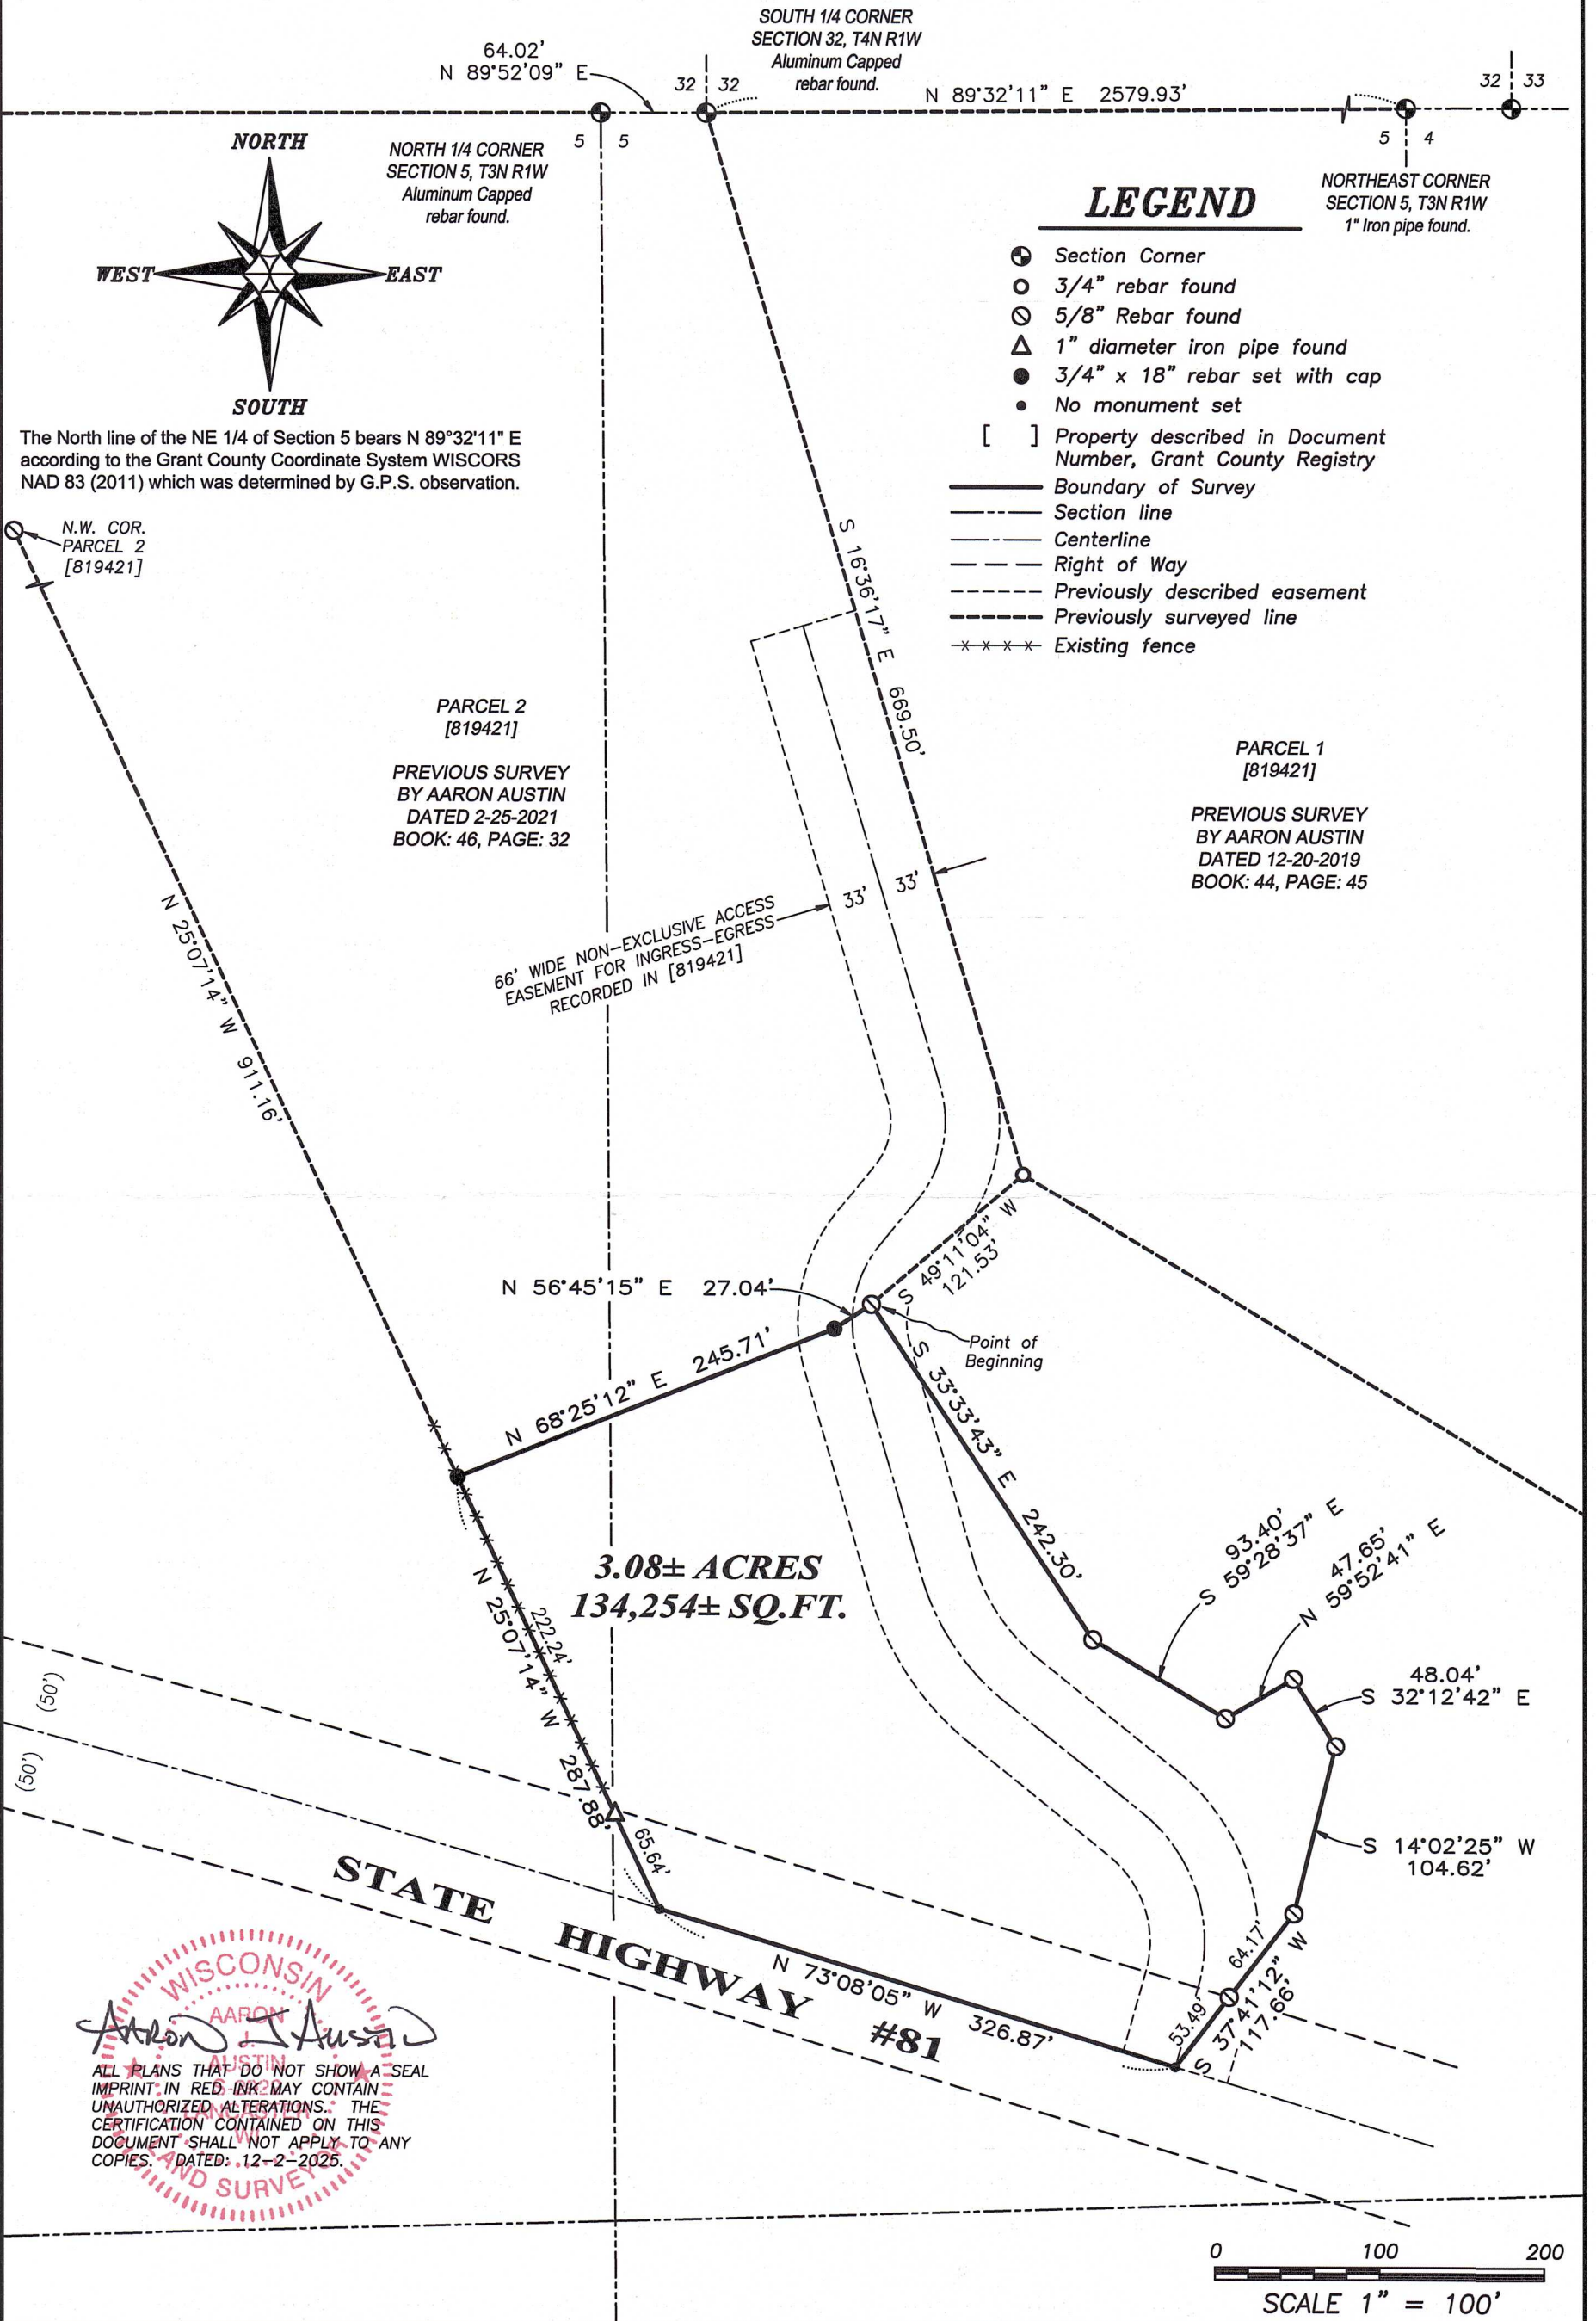 SOUTH 1/4 CORNER
SECTION 32, T4N R1W
Aluminum Capped
rebar found.
64.02'
N 89°52'09" E
32 32
N 89°32'11" E 2579.93'
32 33
5 5
5 4
NORTH 1/4 CORNER
SECTION 5, T3N R1W
Aluminum Capped
rebar found.
NORTHEAST CORNER
SECTION 5, T3N R1W
1" Iron pipe found.
NORTH
WEST
EAST
SOUTH
The North line of the NE 1/4 of Section 5 bears N 89°32'11" E
according to the Grant County Coordinate System WISCORS
NAD 83 (2011) which was determined by G.P.S. observation.
LEGEND
Section Corner
3/4" rebar found
5/8" Rebar found
1" diameter iron pipe found
3/4" x 18" rebar set with cap
No monument set
[ ] Property described in Document
Number, Grant County Registry
Boundary of Survey
Section line
Centerline
Right of Way
Previously described easement
Previously surveyed line
Existing fence
N.W. COR.
PARCEL 2
[819421]
S 16°36'17" E 669.50'
PARCEL 2
[819421]
PREVIOUS SURVEY
BY AARON AUSTIN
DATED 2-25-2021
BOOK: 46, PAGE: 32
PARCEL 1
[819421]
PREVIOUS SURVEY
BY AARON AUSTIN
DATED 12-20-2019
BOOK: 44, PAGE: 45
33' 33'
66' WIDE NON-EXCLUSIVE ACCESS
EASEMENT FOR INGRESS-EGRESS
RECORDED IN [819421]
N 25°07'14" W 911.16'
S 49°11'04" W
121.53'
N 56°45'15" E 27.04'
Point of
Beginning
N 68°25'12" E 245.71'
S 33°33'43" E 242.30'
93.40'
S 59°28'37" E
47.65'
N 59°52'41" E
48.04'
S 32°12'42" E
S 14°02'25" W
104.62'
3.08± ACRES
134,254± SQ.FT.
222.24'
N 25°07'14" W 287.88'
65.64'
(50')
(50')
64.17'
53.49'
S 37°41'12" W
117.66'
N 73°08'05" W 326.87'
STATE HIGHWAY #81
WISCONSIN
AARON
J.
AUSTIN
LANCASTER
WI
LAND SURVEYOR
Aaron J Austin
ALL PLANS THAT DO NOT SHOW A SEAL
IMPRINT IN RED INK MAY CONTAIN
UNAUTHORIZED ALTERATIONS. THE
CERTIFICATION CONTAINED ON THIS
DOCUMENT SHALL NOT APPLY TO ANY
COPIES. DATED: 12-2-2025.
0 100 200
SCALE 1" = 100'